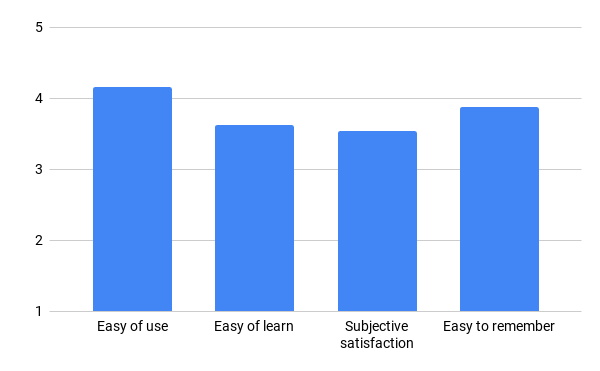 5
4
3
2
1
Easy of use
Easy of learn
Subjective
satisfaction
Easy to remember